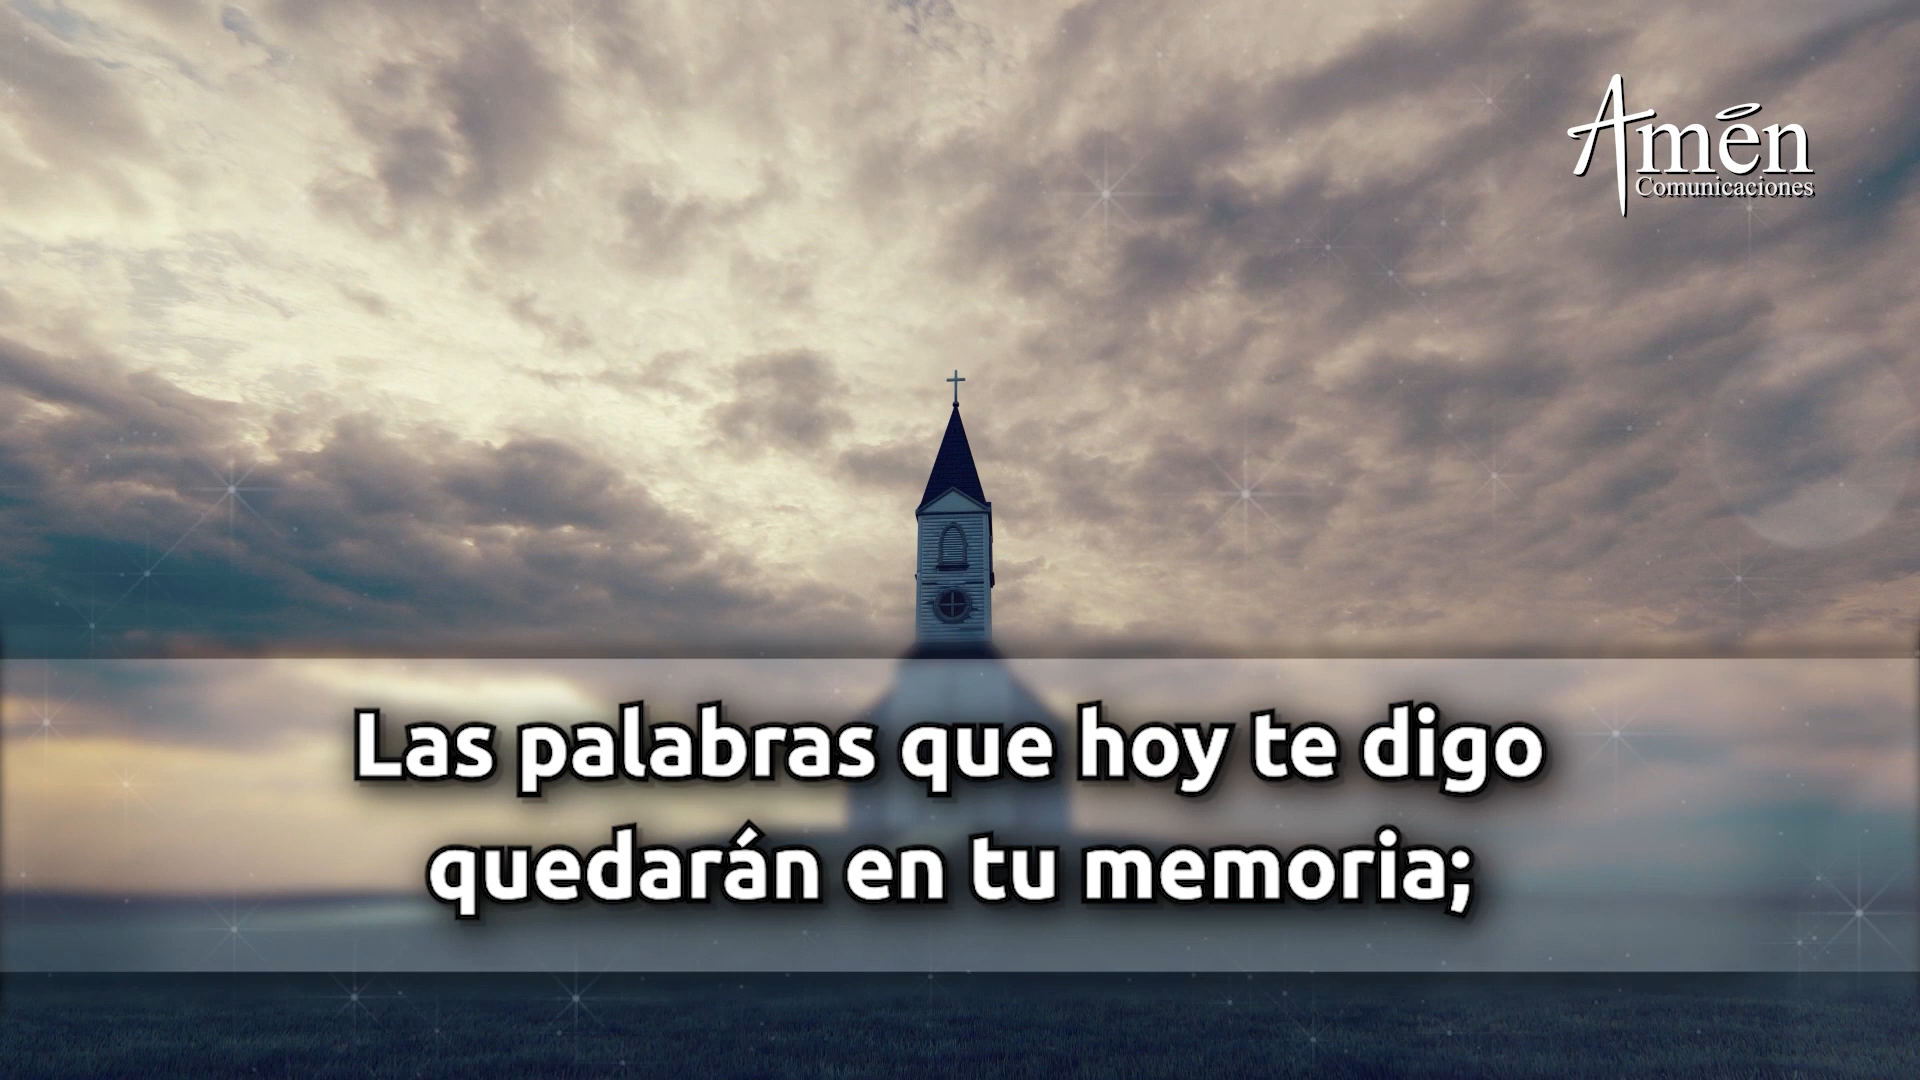 Amén
Comunicaciones
Las palabras que hoy te digo
quedarán en tu memoria;